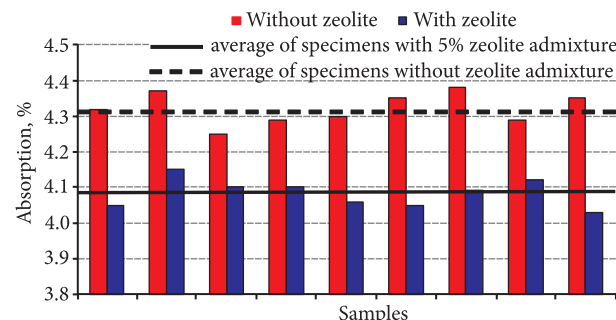 Without zeolite With zeolite
average of specimens with 5% zeolite admixture
average of specimens without zeolite admixture
4.5
4.4
4.3
4.2
4.1
4.0
3.9
3.8
Absorption, %
Samples